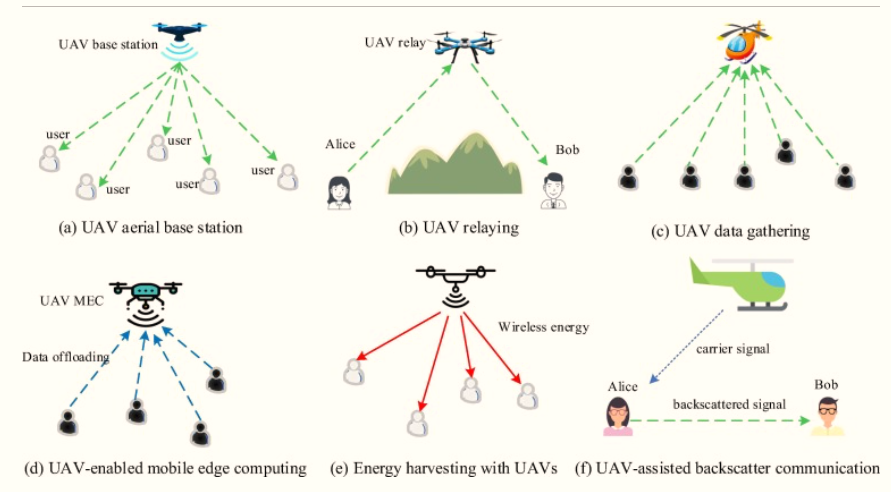 UAV base station
user
user
user
user
user
(a) UAV aerial base station
UAV relay
Alice
Bob
(b) UAV relaying
(c) UAV data gathering
UAV MEC
Data offloading
(d) UAV-enabled mobile edge computing
Wireless energy
(e) Energy harvesting with UAVs
carrier signal
Alice
Bob
backscattered signal
(f) UAV-assisted backscatter communication